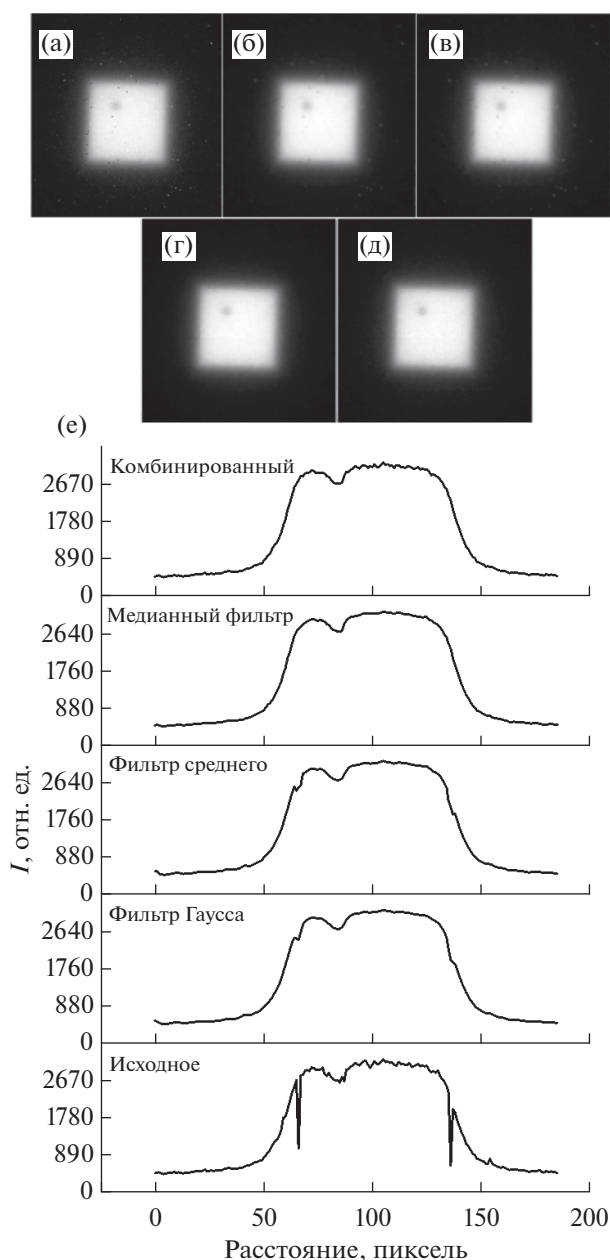 (а) (б) (в)
(г) (д)
(е)
Комбинированный
2670
1780
890
0
Медианный фильтр
2640
1760
880
0
Фильтр среднего
2640
1760
880
0
Фильтр Гаусса
2640
1760
880
0
Исходное
2670
1780
890
0
I, отн. ед.
0 50 100 150 200
Расстояние, пиксель